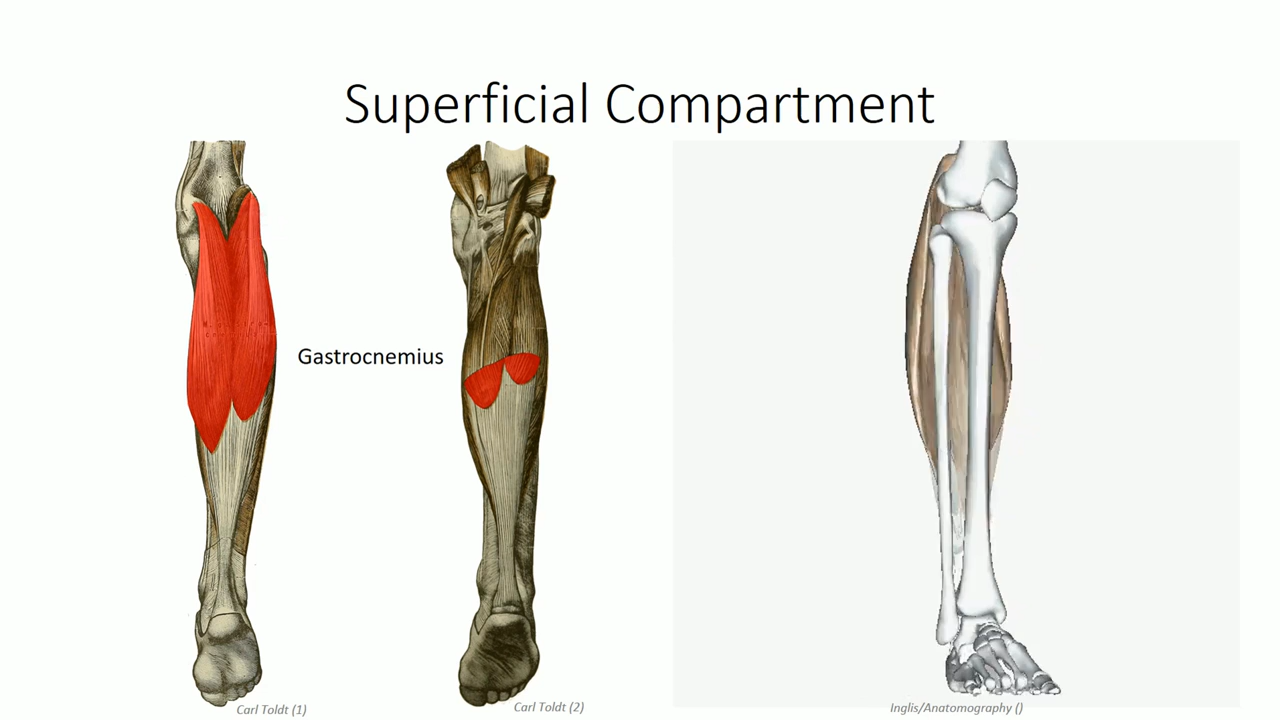 Superficial Compartment
Gastrocnemius
Carl Toldt (1)
Carl Toldt (2)
Inglis/Anatomography ()